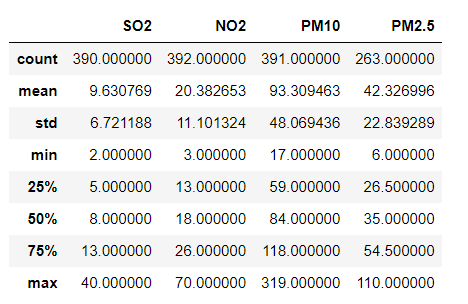 SO2 NO2 PM10 PM2.5
count 390.000000 392.000000 391.000000 263.000000
mean 9.630769 20.382653 93.309463 42.326996
std 6.721188 11.101324 48.069436 22.839289
min 2.000000 3.000000 17.000000 6.000000
25% 5.000000 13.000000 59.000000 26.500000
50% 8.000000 18.000000 84.000000 35.000000
75% 13.000000 26.000000 118.000000 54.500000
max 40.000000 70.000000 319.000000 110.000000